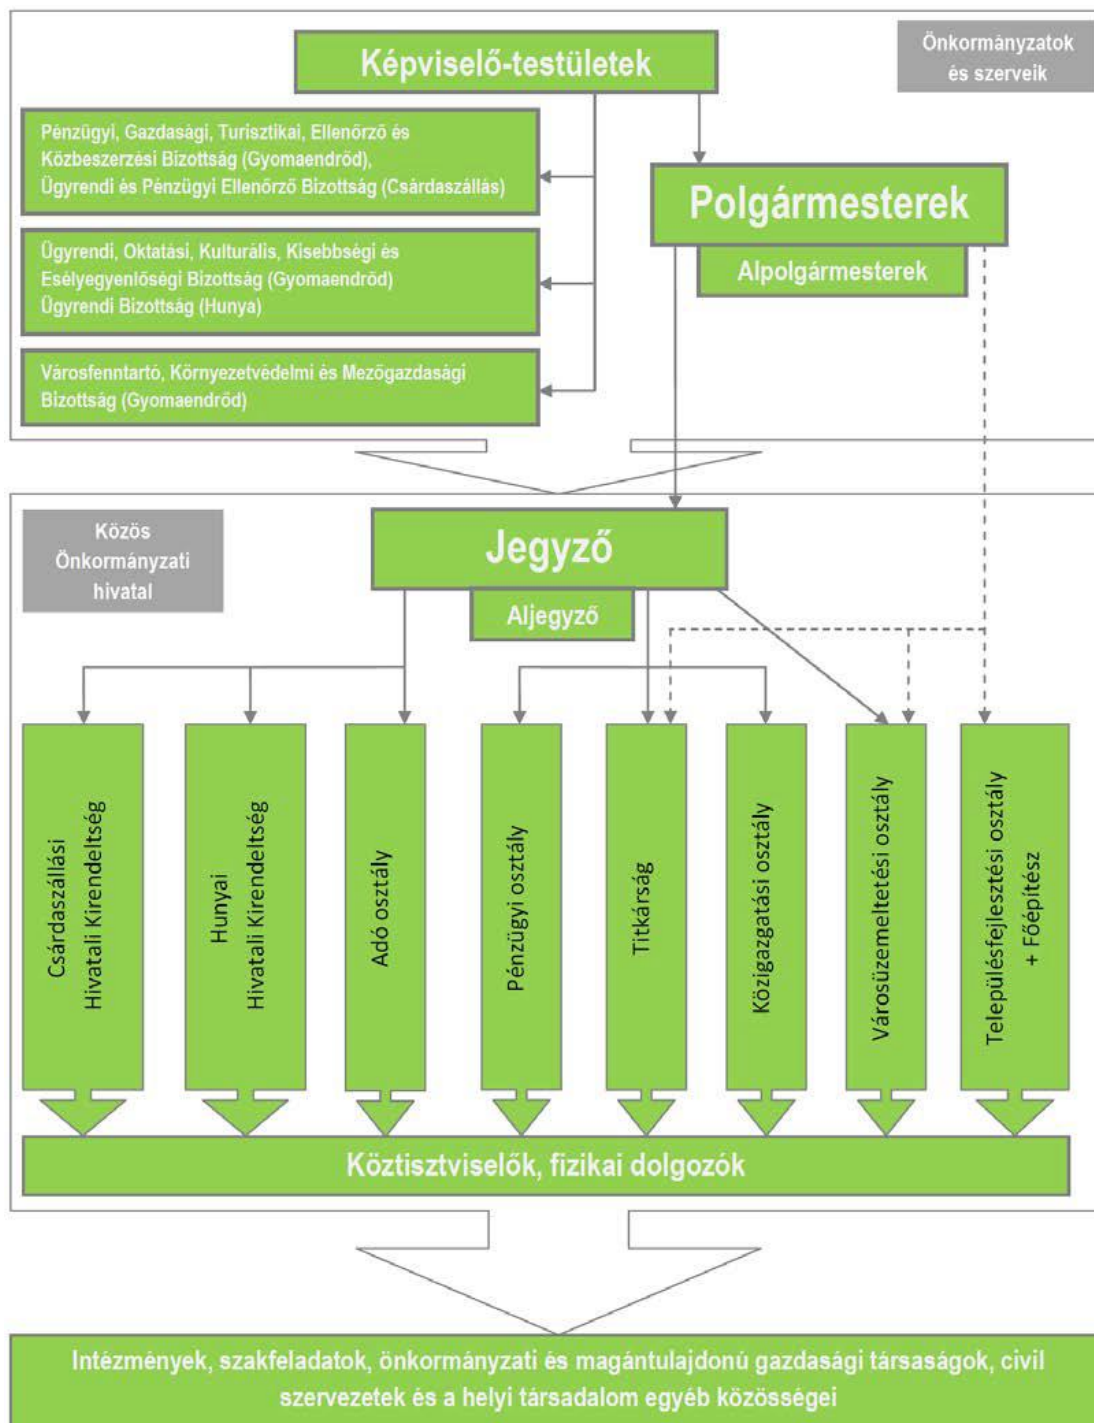 Képviselő-testületek
Önkormányzatok
és szerveik
Pénzügyi, Gazdasági, Turisztikai, Ellenőrző és
Közbeszerzési Bizottság (Gyomaendrőd),
Ügyrendi és Pénzügyi Ellenőrző Bizottság (Csárdaszállás)
Polgármesterek
Alpolgármesterek
Ügyrendi, Oktatási, Kulturális, Kisebbségi és
Esélyegyenlőségi Bizottság (Gyomaendrőd)
Ügyrendi Bizottság (Hunya)
Városfenntartó, Környezetvédelmi és Mezőgazdasági
Bizottság (Gyomaendrőd)
Közös
Önkormányzati
hivatal
Jegyző
Aljegyző
Csárdaszállási
Hivatali Kirendeltség
Hunyai
Hivatali Kirendeltség
Adó osztály
Pénzügyi osztály
Titkárság
Közigazgatási osztály
Városüzemeltetési osztály
Településfejlesztési osztály
+ Főépítész
Köztisztviselők, fizikai dolgozók
Intézmények, szakfeladatok, önkormányzati és magántulajdonú gazdasági társaságok, civil
szervezetek és a helyi társadalom egyéb közösségei